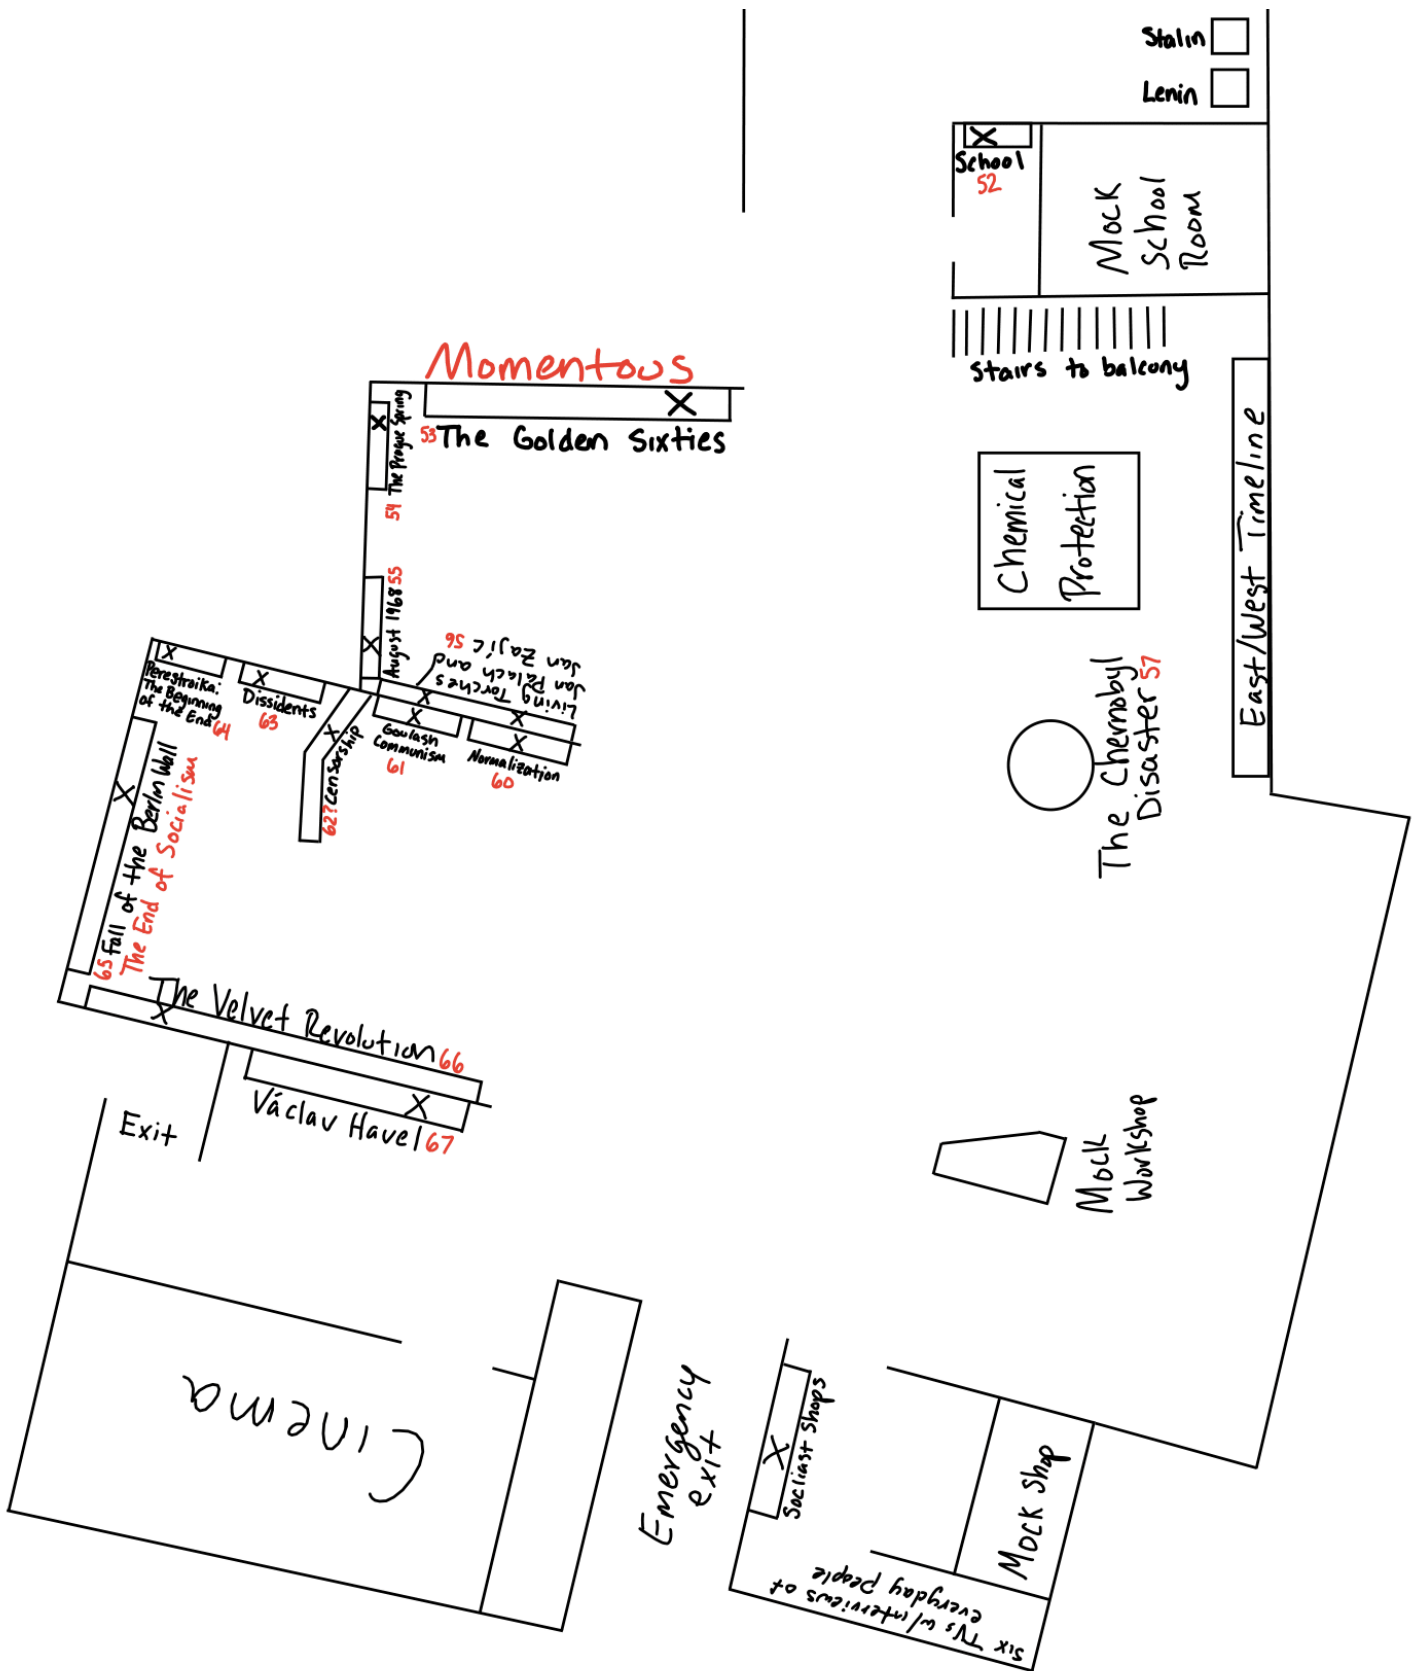 Stalin
Lenin
School
52
Mock
School
Room
Stairs to balcony
Momentous
53 The Golden Sixties
54 The Prague Spring
August 1968 55
Living Torches
Jan Palach and
Jan Zajíc 56
Chemical
Protection
East/West Timeline
The Chernobyl
Disaster 57
Perestroika:
The Beginning
of the End 64
Dissidents
63
62? Censorship
Goulash
Communism
61
Normalization
60
65 Fall of the Berlin Wall
The End of Socialism
The Velvet Revolution 66
Václav Havel 67
Exit
Mock
Workshop
Cinema
Emergency
exit
Socliast Shops
Mock Shop
six TVs w/interviews of
everyday people